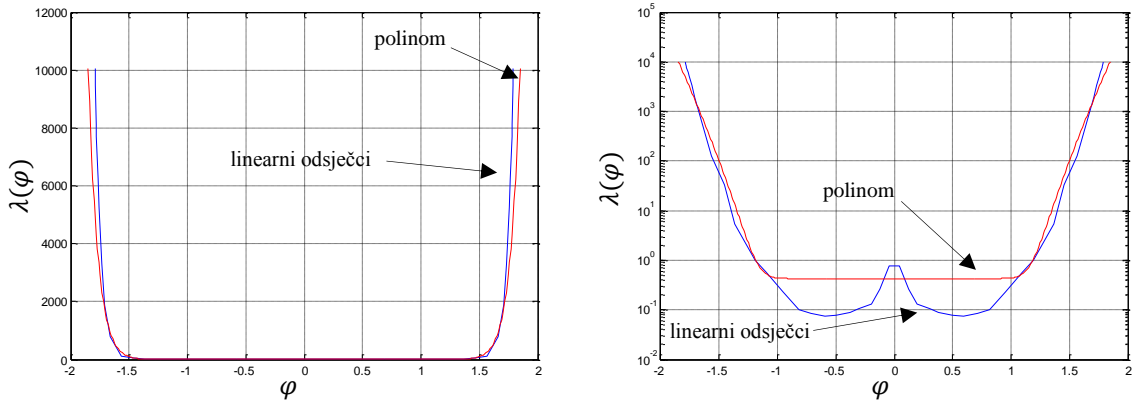 12000
10000
8000
6000
4000
2000
0
-2 -1.5 -1 -0.5 0 0.5 1 1.5 2
λ(φ)
φ
polinom
linearni odsječci
10^5
10^4
10^3
10^2
10^1
10^0
10^-1
10^-2
-2 -1.5 -1 -0.5 0 0.5 1 1.5 2
λ(φ)
φ
polinom
linearni odsječci